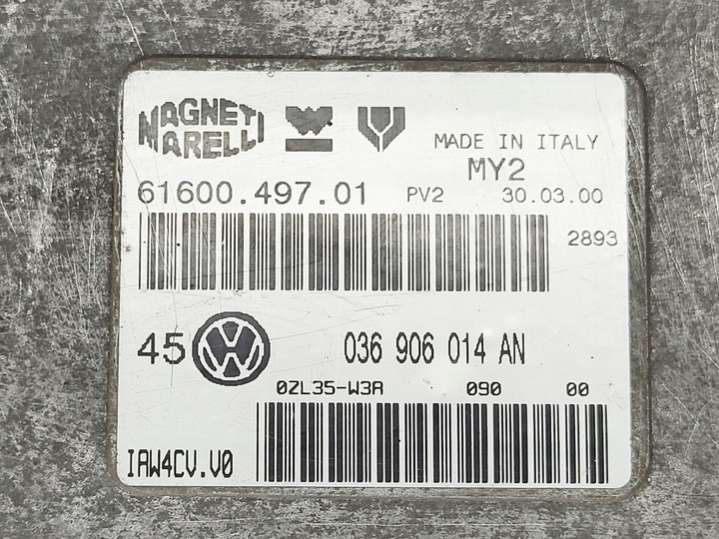 MAGNETI MARELLI
MADE IN ITALY
MY2
61600.497.01 PV2 30.03.00
2893
45 VW 036 906 014 AN
0ZL35-W3A 090 00
IAW4CV.V0